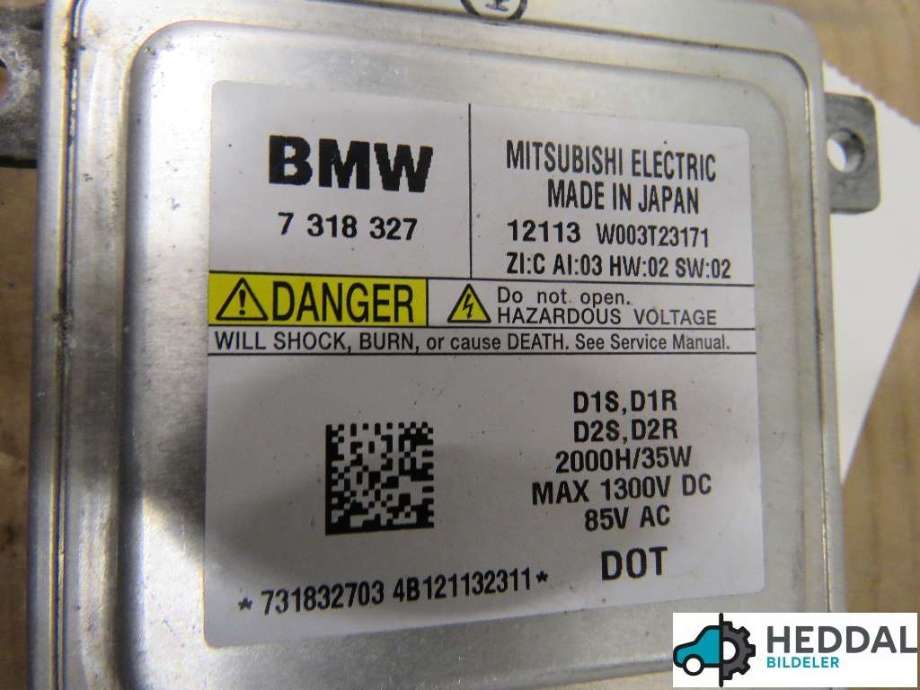 BMW
7 318 327
MITSUBISHI ELECTRIC
MADE IN JAPAN
12113 W003T23171
ZI:C AI:03 HW:02 SW:02
DANGER
Do not open.
HAZARDOUS VOLTAGE
WILL SHOCK, BURN, or cause DEATH. See Service Manual.
D1S,D1R
D2S,D2R
2000H/35W
MAX 1300V DC
85V AC
DOT
*731832703 4B121132311*
HEDDAL
BILDELER